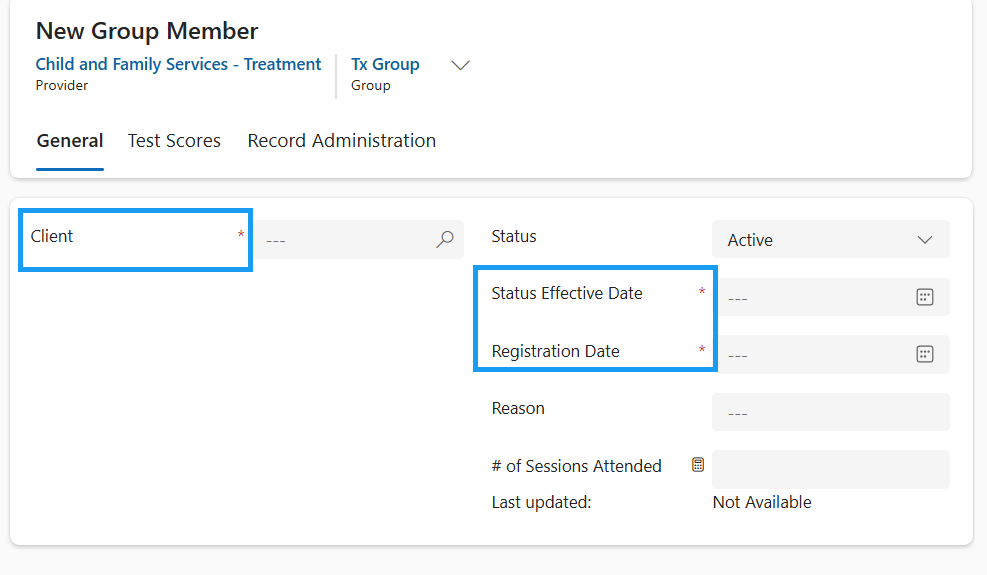 New Group Member
Child and Family Services - Treatment
Provider
Tx Group
Group
General Test Scores Record Administration
Client * ---
Status Active
Status Effective Date * ---
Registration Date * ---
Reason ---
# of Sessions Attended
Last updated: Not Available